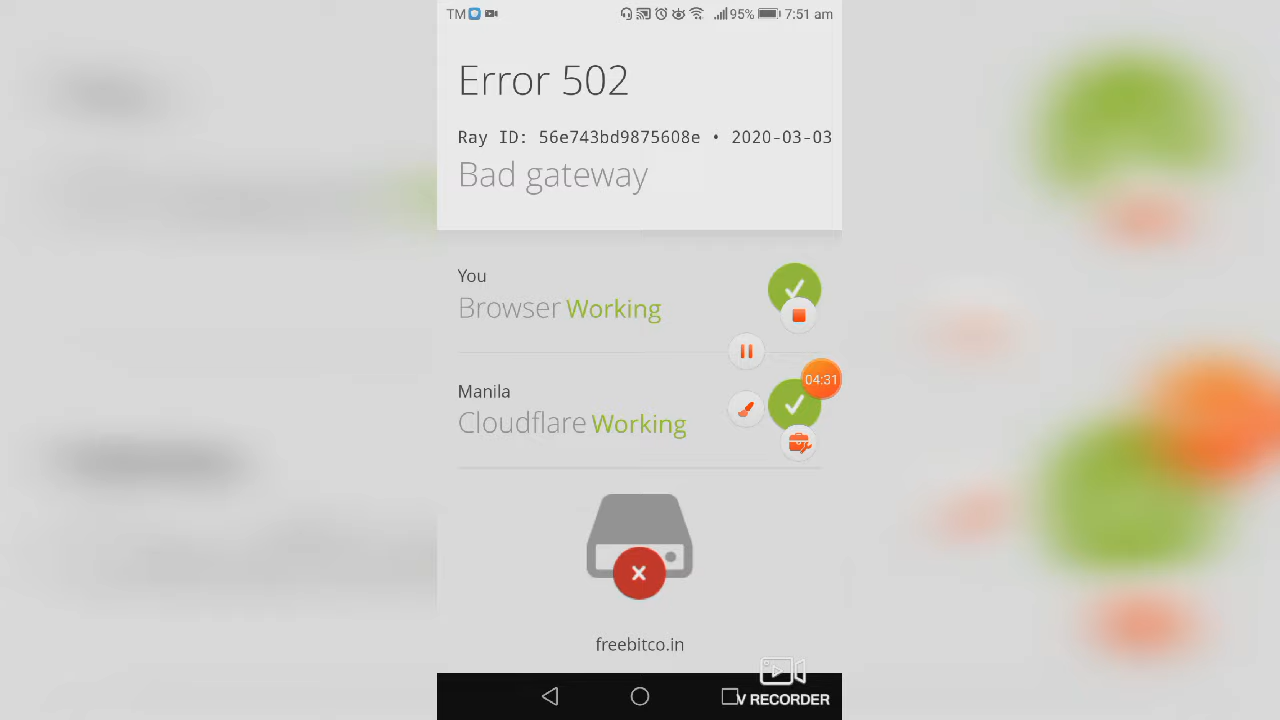 TM 95% 7:51 am
Error 502
Ray ID: 56e743bd9875608e • 2020-03-03
Bad gateway
You
Browser Working
04:31
Manila
Cloudflare Working
freebitco.in
V RECORDER